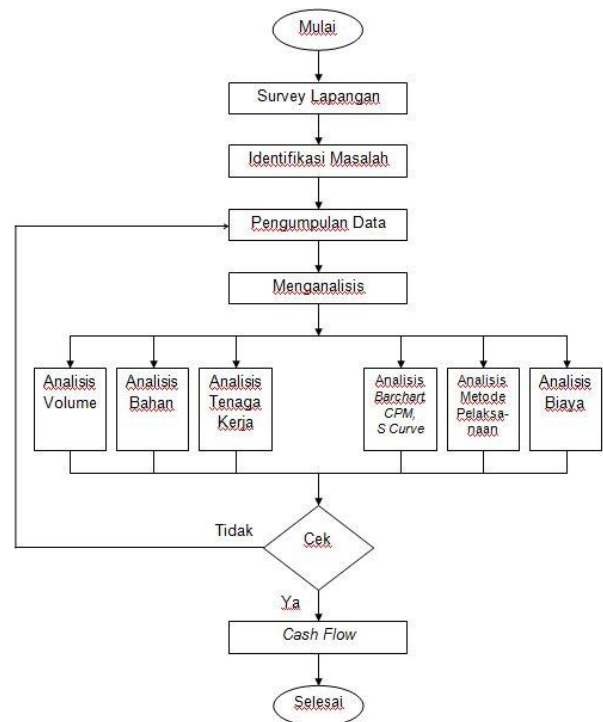 Mulai
Survey Lapangan
Identifikasi Masalah
Pengumpulan Data
Menganalisis
Analisis
Volume
Analisis
Bahan
Analisis
Tenaga
Kerja
Analisis
Barchart
CPM,
S Curve
Analisis
Metode
Pelaksa-
naan
Analisis
Biaya
Tidak
Cek
Ya
Cash Flow
Selesai